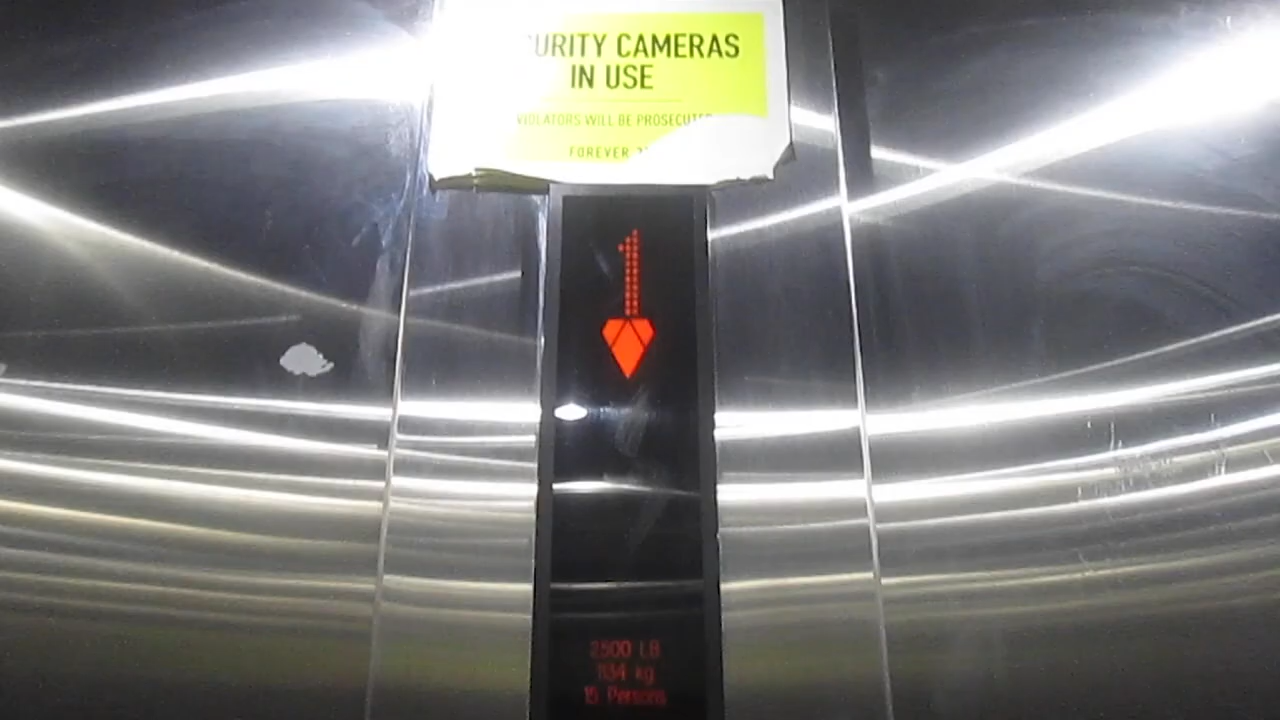 URITY CAMERAS
IN USE
VIOLATORS WILL BE PROSECUTED
FOREVER
1
2500 LB
1134 kg
15 Persons